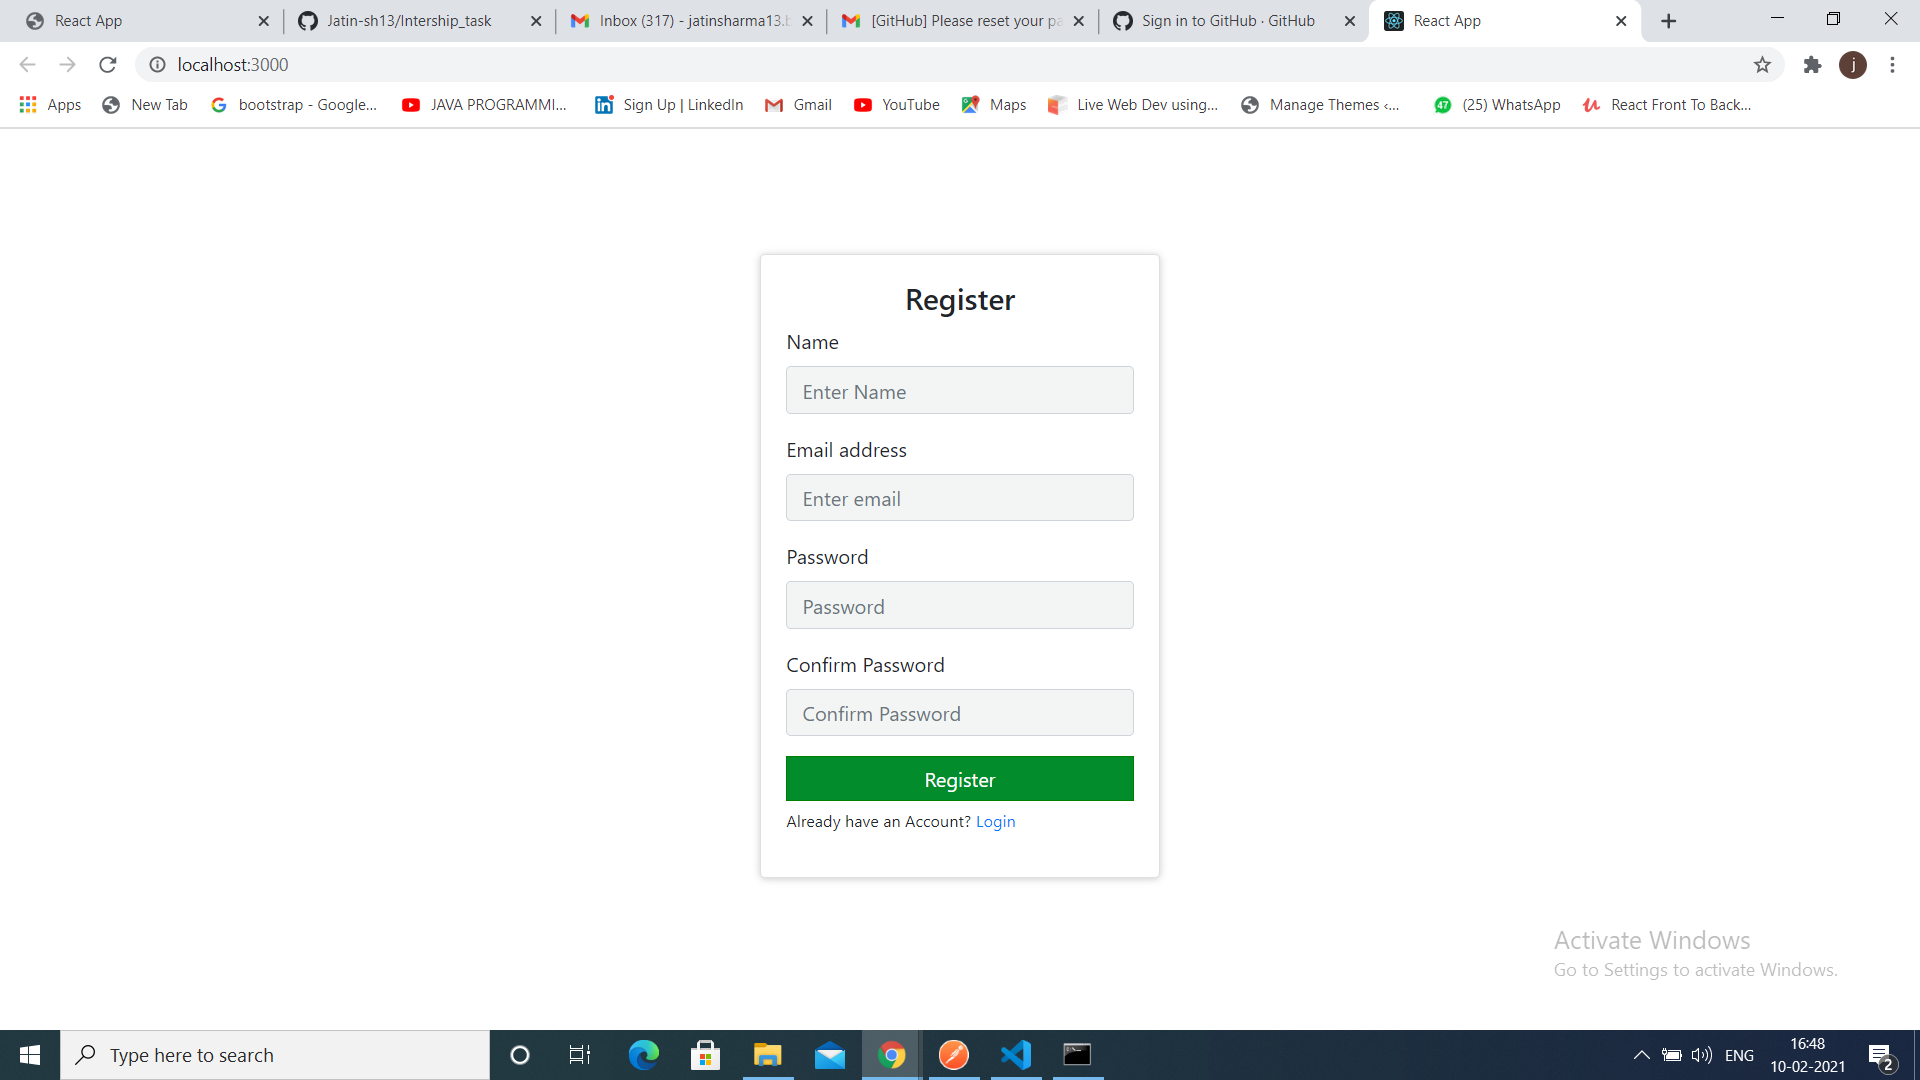 React App
Jatin-sh13/Intership_task
Inbox (317) - jatinsharma13.b
[GitHub] Please reset your pa
Sign in to GitHub · GitHub
React App
localhost:3000
j
Apps
New Tab
bootstrap - Google...
JAVA PROGRAMMI...
Sign Up | LinkedIn
Gmail
YouTube
Maps
Live Web Dev using...
Manage Themes ‹...
47
(25) WhatsApp
React Front To Back...
Register
Name
Enter Name
Email address
Enter email
Password
Password
Confirm Password
Confirm Password
Register
Already have an Account? Login
Activate Windows
Go to Settings to activate Windows.
Type here to search
ENG
16:48
10-02-2021
2